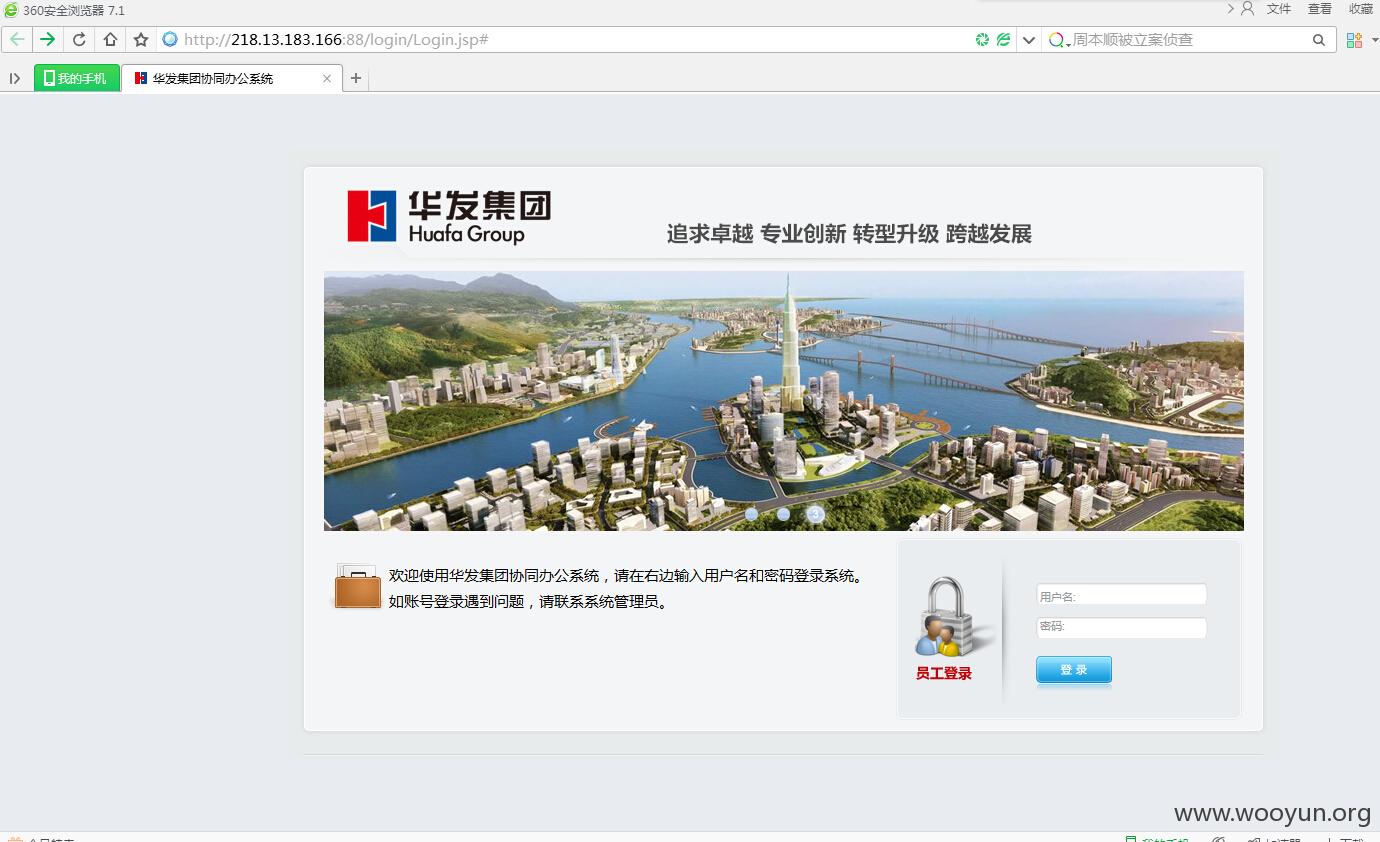 360安全浏览器 7.1
文件 查看 收藏
http://218.13.183.166:88/login/Login.jsp#
周本顺被立案侦查
我的手机
华发集团协同办公系统
华发集团
Huafa Group
追求卓越 专业创新 转型升级 跨越发展
3
欢迎使用华发集团协同办公系统，请在右边输入用户名和密码登录系统。
如账号登录遇到问题，请联系系统管理员。
员工登录
用户名:
密码:
登 录
www.wooyun.org
我的手机